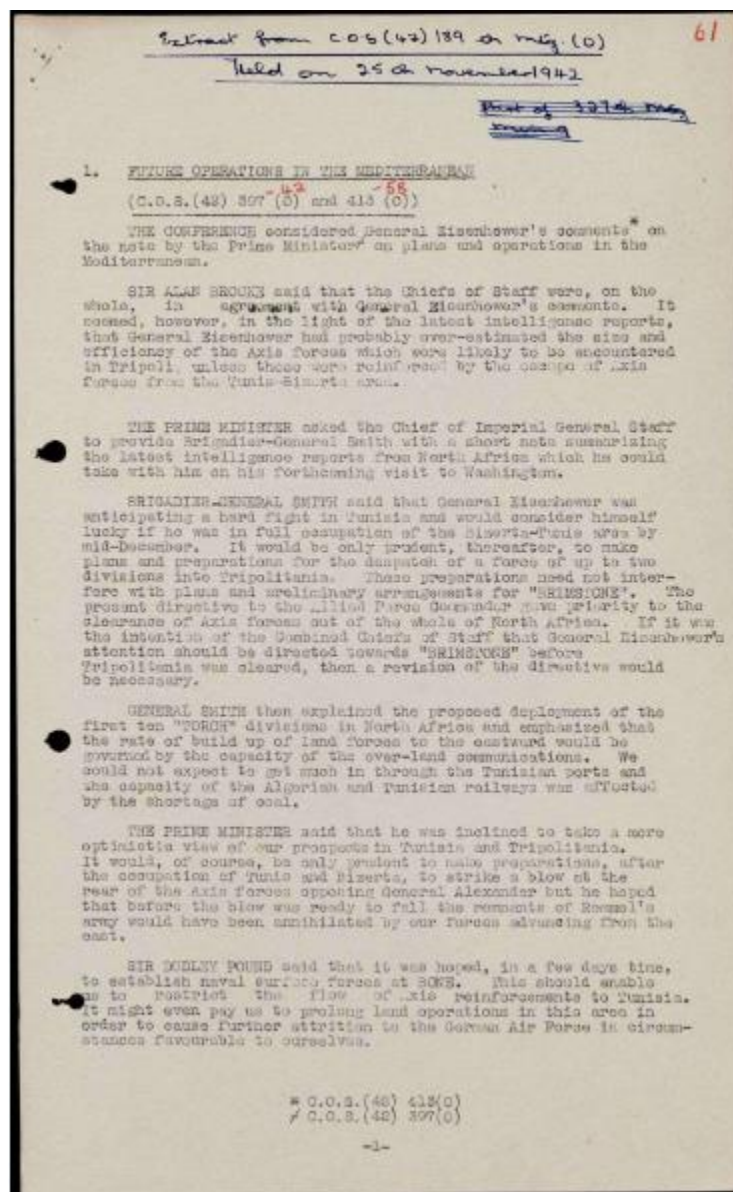 61
Extract from COS(42) 189th mtg. (O)
Held on 25th November 1942
Part of 327th Mtg
1. FUTURE OPERATIONS IN THE MEDITERRANEAN
-42 -58
(C.O.S.(42) 397 (O) and 413 (O))
THE CONFERENCE considered General Eisenhower's comments* on
the note by the Prime Minister≠ on plans and operations in the
Mediterranean.
SIR ALAN BROOKE said that the Chiefs of Staff were, on the
whole, in agreement with General Eisenhower's comments. It
seemed, however, in the light of the latest intelligence reports,
that General Eisenhower had probably over-estimated the size and
efficiency of the Axis forces which were likely to be encountered
in Tripoli, unless these were reinforced by the escape of Axis
forces from the Tunis-Bizerta area.
THE PRIME MINISTER asked the Chief of Imperial General Staff
to provide Brigadier-General Smith with a short note summarizing
the latest intelligence reports from North Africa which he could
take with him on his forthcoming visit to Washington.
BRIGADIER-GENERAL SMITH said that General Eisenhower was
anticipating a hard fight in Tunisia and would consider himself
lucky if he was in full occupation of the Bizerta-Tunis area by
mid-December. It would be only prudent, thereafter, to make
plans and preparations for the despatch of a force of up to two
divisions into Tripolitania. These preparations need not inter-
fere with plans and preliminary arrangements for "BRIMSTONE". The
present directive to the Allied Force Commander gave priority to the
clearance of Axis forces out of the whole of North Africa. If it was
the intention of the Combined Chiefs of Staff that General Eisenhower's
attention should be directed towards "BRIMSTONE" before
Tripolitania was cleared, then a revision of the directive would
be necessary.
GENERAL SMITH then explained the proposed deployment of the
first ten "TORCH" divisions in North Africa and emphasized that
the rate of build up of land forces to the eastward would be
governed by the capacity of the over-land communications. We
could not expect to get much in through the Tunisian ports and
the capacity of the Algerian and Tunisian railways was affected
by the shortage of coal.
THE PRIME MINISTER said that he was inclined to take a more
optimistic view of our prospects in Tunisia and Tripolitania.
It would, of course, be only prudent to make preparations, after
the occupation of Tunis and Bizerta, to strike a blow at the
rear of the Axis forces opposing General Alexander but he hoped
that before the blow was ready to fall the remnants of Rommel's
army would have been annihilated by our forces advancing from the
east.
SIR DUDLEY POUND said that it was hoped, in a few days time,
to establish naval surface forces at BONE. This should enable
us to restrict the flow of Axis reinforcements to Tunisia.
It might even pay us to prolong land operations in this area in
order to cause further attrition to the German Air Force in circum-
stances favourable to ourselves.
* C.O.S.(42) 413(O)
≠ C.O.S.(42) 397(O)
-1-